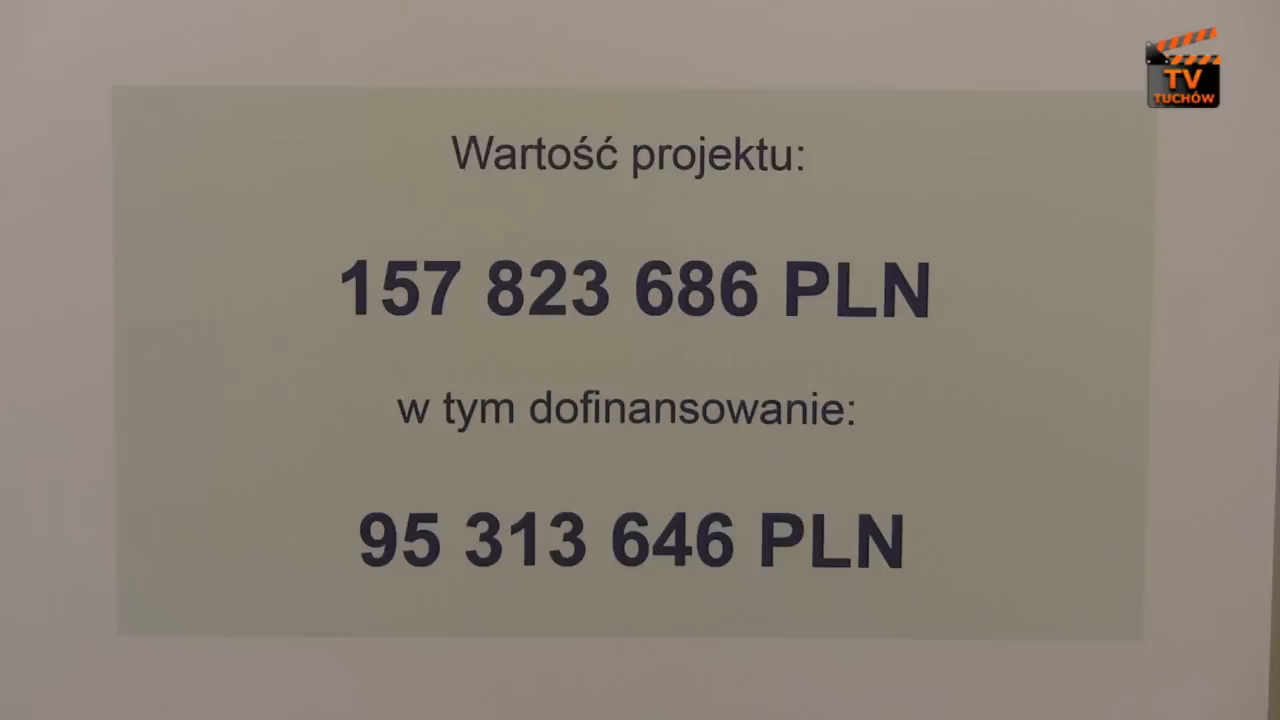 TV
TUCHÓW
Wartość projektu:
157 823 686 PLN
w tym dofinansowanie:
95 313 646 PLN